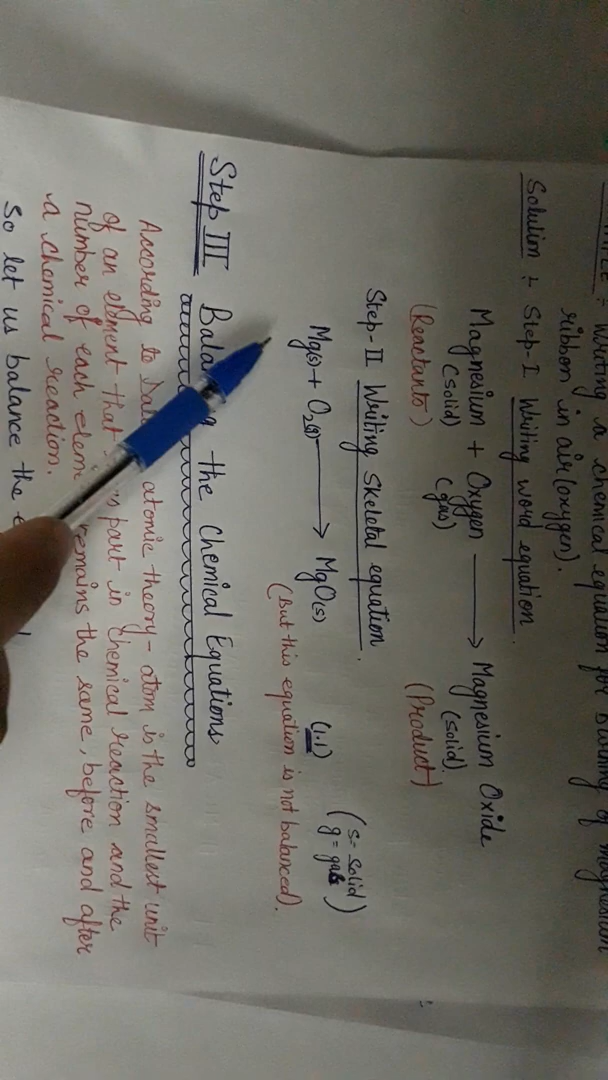 Writing a chemical equation for burning of magnesium
ribbon in air (oxygen).
Solution : Step-I Writing word equation.
Magnesium + Oxygen ⟶ Magnesium Oxide
(solid) (gas) (solid)
(Reactants) (Product)
Step-II Writing Skeletal equation.
Mg(s) + O2(g) ⟶ MgO(s) (1.1) (s = solid
g = gas)
(But this equation is not balanced).
Step III the Chemical Equations
According to atomic theory - atom is the smallest unit
of an element that part in chemical reaction and the
number of each remains the same, before and after
a chemical reaction.
So let us balance the